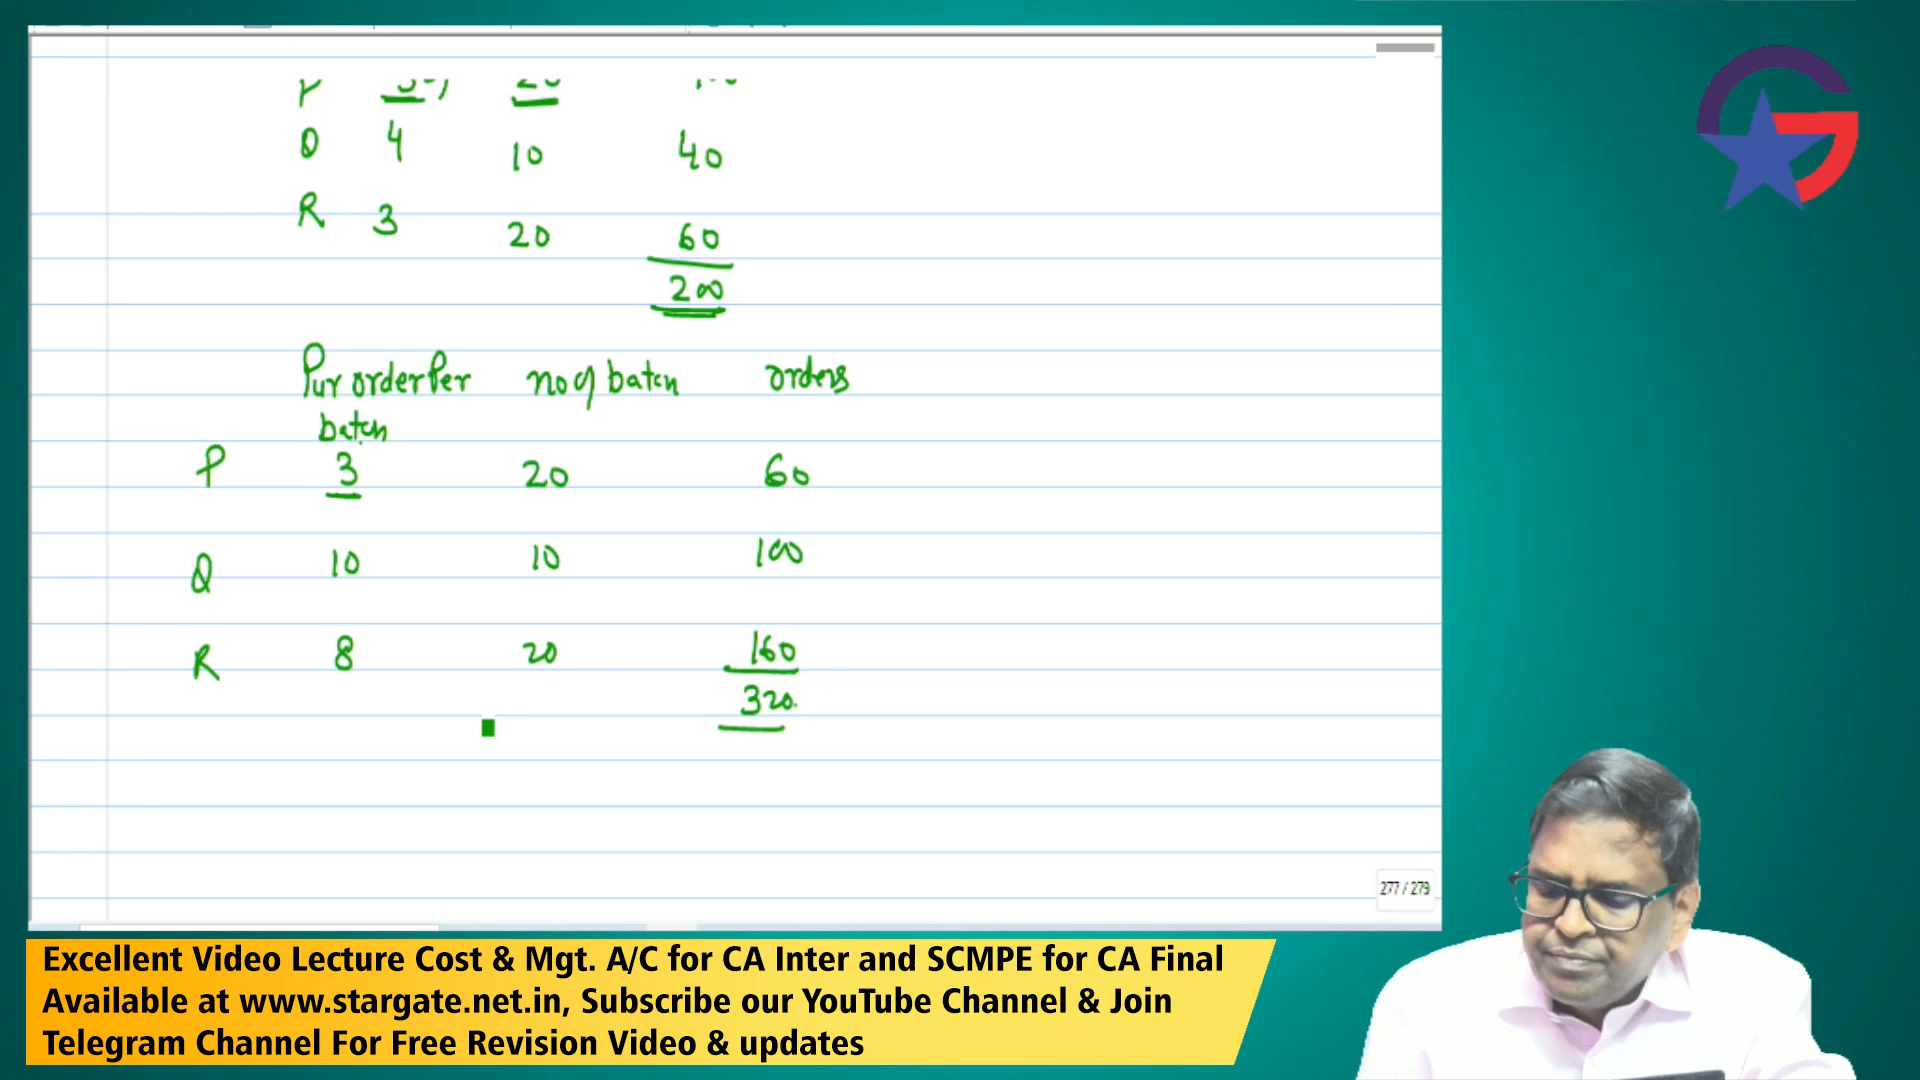 Q 4 10 40
R 3 20 60
200
Pur order Per no of batch orders
batch
P 3 20 60
Q 10 10 100
R 8 20 160
320
277 / 279
Excellent Video Lecture Cost & Mgt. A/C for CA Inter and SCMPE for CA Final
Available at www.stargate.net.in, Subscribe our YouTube Channel & Join
Telegram Channel For Free Revision Video & updates